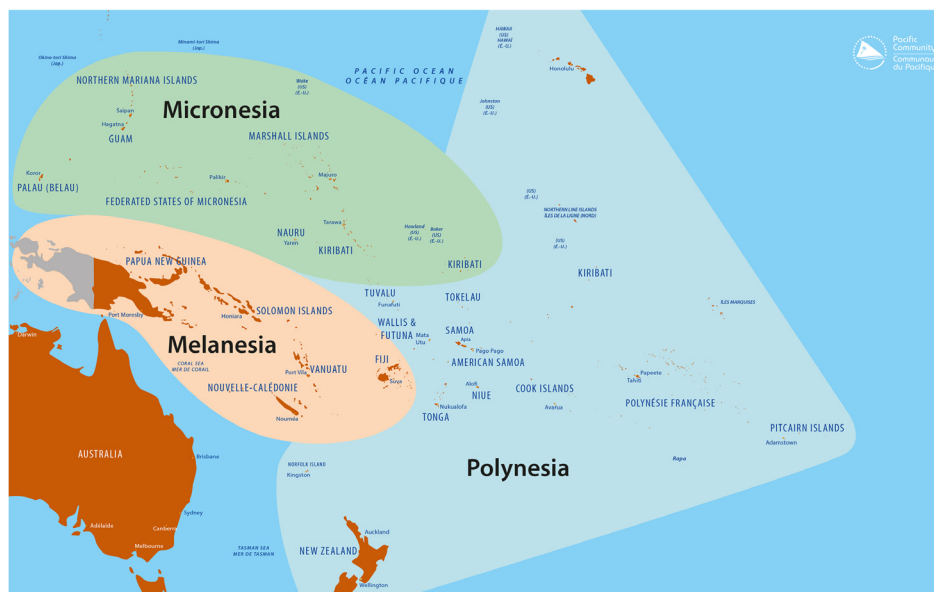 HAWAII
(US)
HAWAÏ
(É.-U.)
Pacific
Community
Communauté
du Pacifique
Minami-tori Shima
(Jap.)
Okino-tori Shima
(Jap.)
PACIFIC OCEAN
OCÉAN PACIFIQUE
Honolulu
NORTHERN MARIANA ISLANDS
Wake
(US)
(É.-U.)
Micronesia
Saipan
Johnston
(US)
(É.-U.)
Hagatna
GUAM
MARSHALL ISLANDS
Koror
PALAU (BELAU)
Palikir
Majuro
FEDERATED STATES OF MICRONESIA
(US)
(É.-U.)
NORTHERN LINE ISLANDS
ÎLES DE LA LIGNE (NORD)
Tarawa
NAURU
Yaren
Howland
(US)
(É.-U.)
Baker
(US)
(É.-U.)
(US)
(É.-U.)
KIRIBATI
PAPUA NEW GUINEA
KIRIBATI
KIRIBATI
TUVALU
Funafuti
TOKELAU
ÎLES MARQUISES
Port Moresby
Honiara
SOLOMON ISLANDS
WALLIS &
FUTUNA
Mata
Utu
SAMOA
Apia
Pago Pago
AMERICAN SAMOA
Darwin
Melanesia
CORAL SEA
MER DE CORAIL
Port Vila
VANUATU
FIJI
Suva
NOUVELLE-CALÉDONIE
Nouméa
Alofi
NIUE
COOK ISLANDS
Avarua
Papeete
Tahiti
POLYNÉSIE FRANÇAISE
Nukualofa
TONGA
PITCAIRN ISLANDS
Adamstown
AUSTRALIA
Brisbane
NORFOLK ISLAND
Kingston
Polynesia
Rapa
Sydney
Adélaïde
Canberra
Melbourne
TASMAN SEA
MER DE TASMAN
Auckland
NEW ZEALAND
Wellington